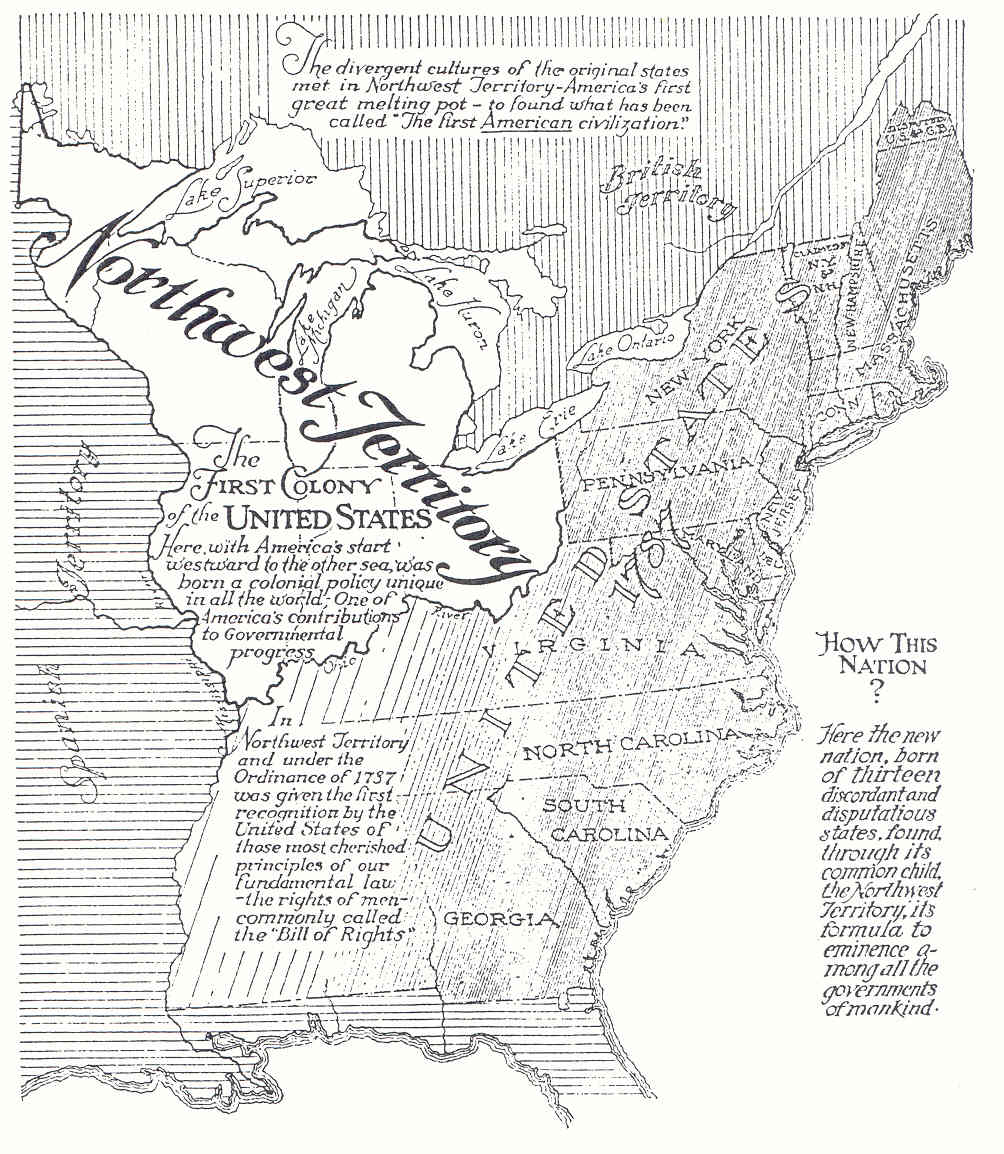 The divergent cultures of the original states
met in Northwest Territory-America's first
great melting pot - to found what has been
called "The first American civilization."
British
Territory
U.S. & G.B.
Lake Superior
Northwest Territory
Lake Michigan
Lake Huron
Lake Ontario
Lake Erie
CLAIMED BY
N.Y.
&
N.H.
NEW HAMPSHIRE
MASSACHUSETTS
NEW YORK
CONN
PENNSYLVANIA
NEW
JERSEY
UNITED STATES
1787
The
FIRST COLONY
of the UNITED STATES
Here, with America's start
westward to the other sea, was
born a colonial policy unique
in all the world- One of
America's contributions
to Governmental
progress
Ohio River
Spanish Territory
VIRGINIA
NORTH CAROLINA
SOUTH
CAROLINA
GEORGIA
In
Northwest Territory
and under the
Ordinance of 1787
was given the first
recognition by the
United States of
those most cherished
principles of our
fundamental law
-the rights of men-
commonly called
the "Bill of Rights"
HOW THIS
NATION
?
Here the new
nation, born
of thirteen
discordant and
disputatious
states, found,
through its
common child,
the Northwest
Territory, its
formula to
eminence a-
mong all the
governments
of mankind.